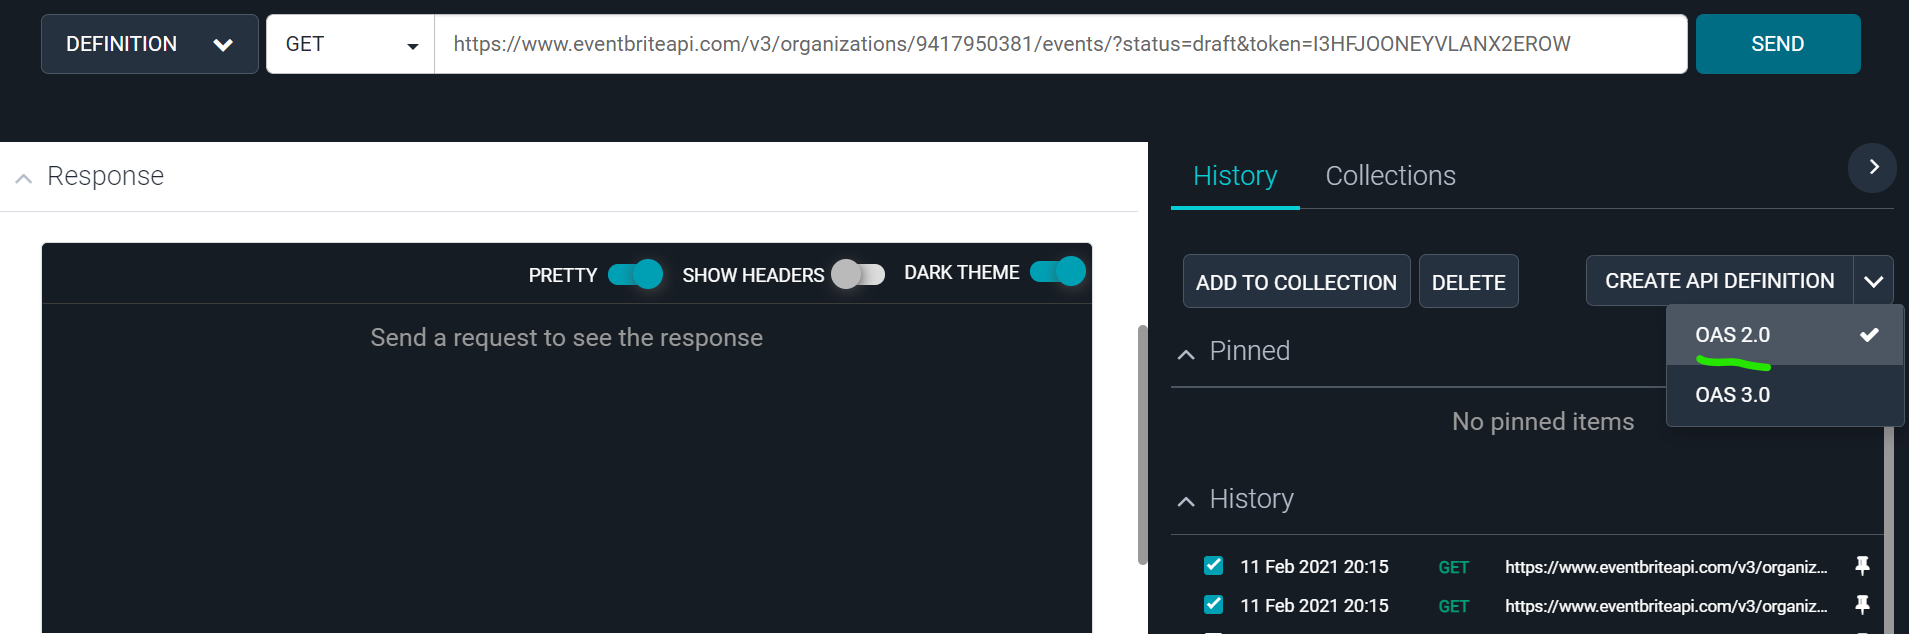 DEFINITION GET https://www.eventbriteapi.com/v3/organizations/9417950381/events/?status=draft&token=I3HFJOONEYVLANX2EROW SEND
Response
PRETTY SHOW HEADERS DARK THEME
Send a request to see the response
History Collections
ADD TO COLLECTION DELETE CREATE API DEFINITION
OAS 2.0
OAS 3.0
Pinned
No pinned items
History
11 Feb 2021 20:15 GET https://www.eventbriteapi.com/v3/organiz...
11 Feb 2021 20:15 GET https://www.eventbriteapi.com/v3/organiz...